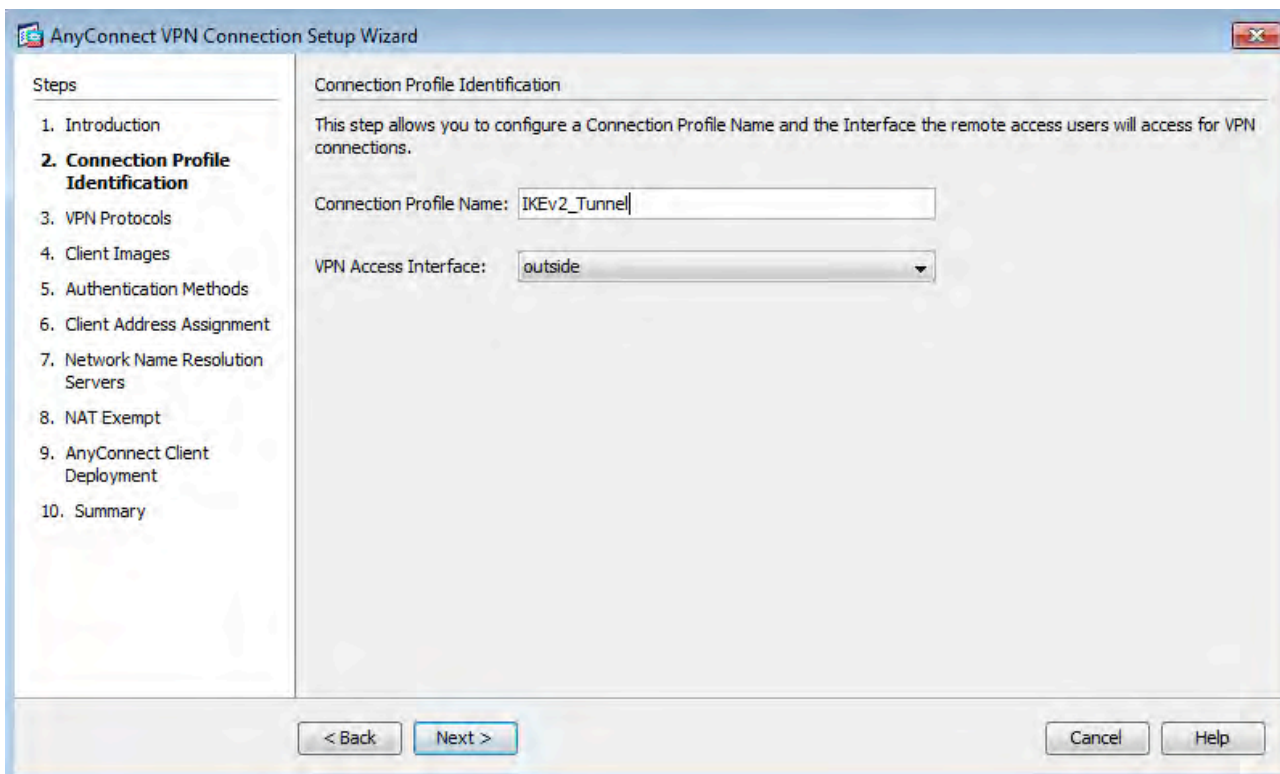 AnyConnect VPN Connection Setup Wizard
Steps
1. Introduction
2. Connection Profile
Identification
3. VPN Protocols
4. Client Images
5. Authentication Methods
6. Client Address Assignment
7. Network Name Resolution
Servers
8. NAT Exempt
9. AnyConnect Client
Deployment
10. Summary
Connection Profile Identification
This step allows you to configure a Connection Profile Name and the Interface the remote access users will access for VPN
connections.
Connection Profile Name: IKEv2_Tunnel
VPN Access Interface: outside
< Back Next > Cancel Help